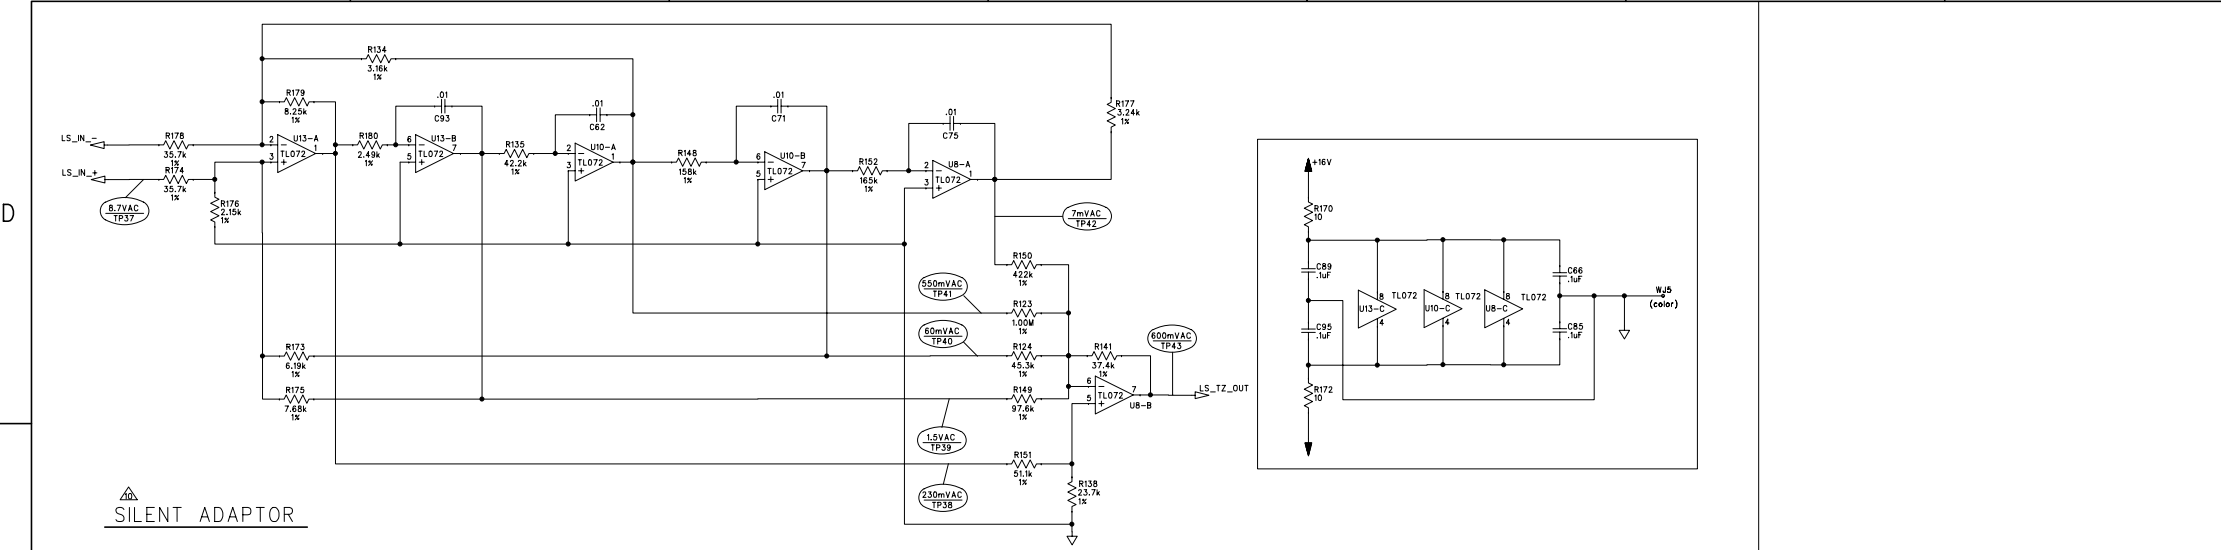 R134
3.16k
1%
R179
8.25k
1%
.01
C93
.01
C62
.01
C71
.01
C75
R177
3.24k
1%
LS_IN_-
R178
35.7k
1%
2
3
1
U13-A
TL072
R180
2.49k
1%
6
5
7
U13-B
TL072
R135
42.2k
1%
2
3
1
U10-A
TL072
R148
158k
1%
6
5
7
U10-B
TL072
R152
165k
1%
2
3
1
U8-A
TL072
LS_IN_+
R174
35.7k
1%
8.7VAC
TP37
R176
2.15k
1%
D
7mVAC
TP42
R150
422k
1%
550mVAC
TP41
R123
1.00M
1%
60mVAC
TP40
R124
45.3k
1%
R141
37.4k
1%
600mVAC
TP43
R173
6.19k
1%
R175
7.68k
1%
R149
97.6k
1%
6
5
7
TL072
U8-B
LS_TZ_OUT
1.5VAC
TP39
R151
51.1k
1%
230mVAC
TP38
R138
23.7k
1%
10
SILENT ADAPTOR
+16V
R170
10
C89
.1uF
C66
.1uF
8
U13-C
TL072
4
8
U10-C
TL072
4
8
U8-C
TL072
4
WJ5
(color)
C95
.1uF
C85
.1uF
R172
10